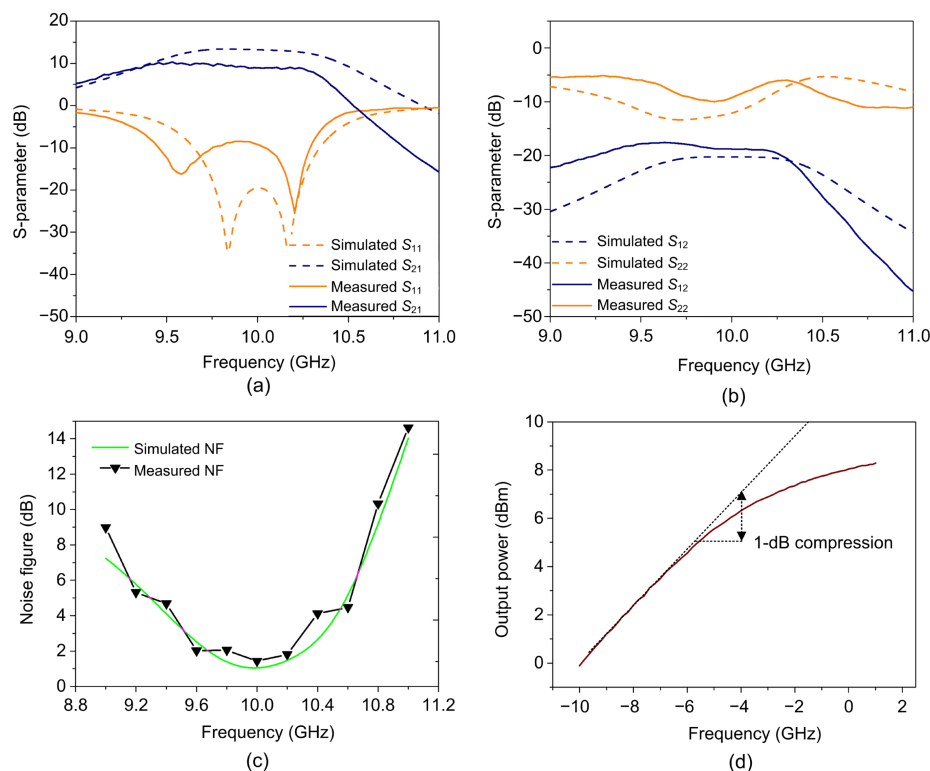 20
10
0
−10
−20
−30
−40
−50
S-parameter (dB)
Simulated S11
Simulated S21
Measured S11
Measured S21
9.0 9.5 10.0 10.5 11.0
Frequency (GHz)
(a)
0
−10
−20
−30
−40
−50
S-parameter (dB)
Simulated S12
Simulated S22
Measured S12
Measured S22
9.0 9.5 10.0 10.5 11.0
Frequency (GHz)
(b)
14
12
10
8
6
4
2
0
Noise figure (dB)
Simulated NF
Measured NF
8.8 9.2 9.6 10.0 10.4 10.8 11.2
Frequency (GHz)
(c)
10
8
6
4
2
0
Output power (dBm)
1-dB compression
−10 −8 −6 −4 −2 0 2
Frequency (GHz)
(d)